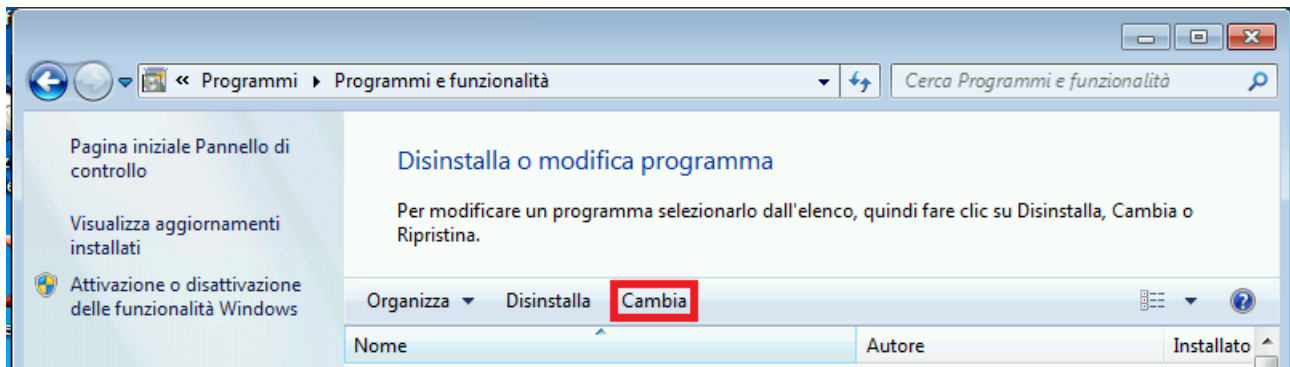 « Programmi ▸ Programmi e funzionalità
Cerca Programmi e funzionalità
Pagina iniziale Pannello di
controllo
Visualizza aggiornamenti
installati
Attivazione o disattivazione
delle funzionalità Windows
Disinstalla o modifica programma
Per modificare un programma selezionarlo dall'elenco, quindi fare clic su Disinstalla, Cambia o
Ripristina.
Organizza Disinstalla Cambia
Nome Autore Installato